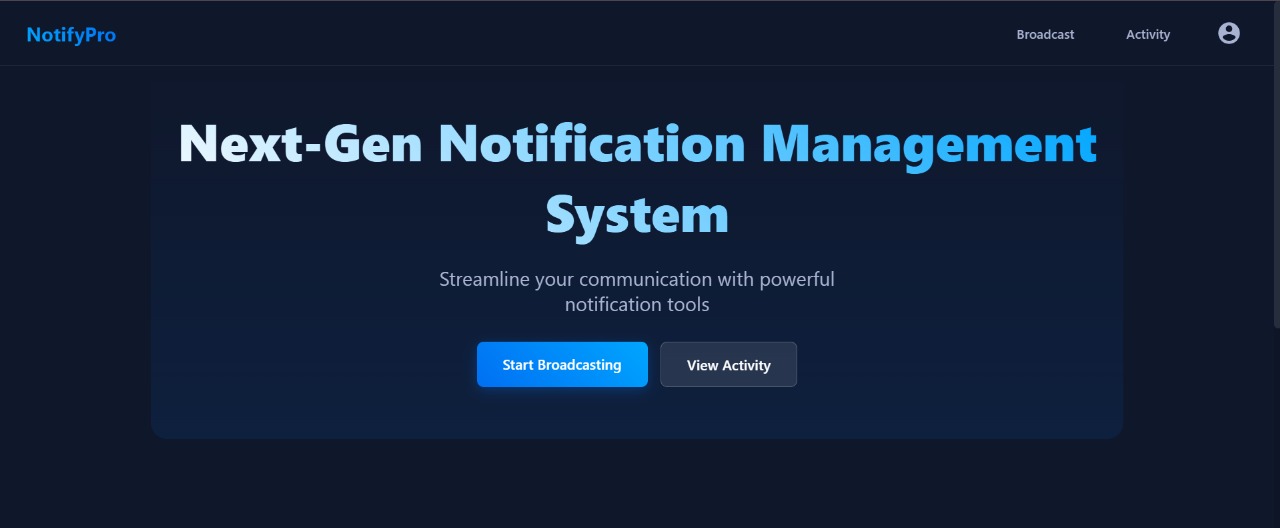 NotifyPro
Broadcast
Activity
Next-Gen Notification Management
System
Streamline your communication with powerful
notification tools
Start Broadcasting
View Activity